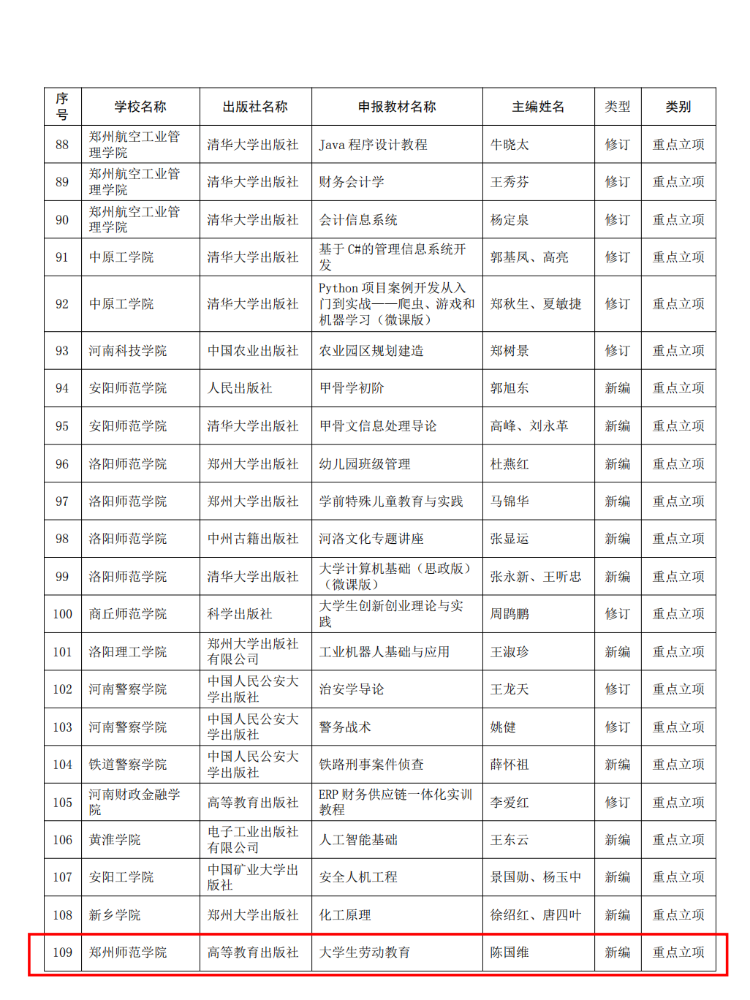 序号 学校名称 出版社名称 申报教材名称 主编姓名 类型 类别
88 郑州航空工业管理学院 清华大学出版社 Java 程序设计教程 牛晓太 修订 重点立项
89 郑州航空工业管理学院 清华大学出版社 财务会计学 王秀芬 修订 重点立项
90 郑州航空工业管理学院 清华大学出版社 会计信息系统 杨定泉 修订 重点立项
91 中原工学院 清华大学出版社 基于 C#的管理信息系统开发 郭基凤、高亮 修订 重点立项
92 中原工学院 清华大学出版社 Python 项目案例开发从入门到实战——爬虫、游戏和机器学习（微课版） 郑秋生、夏敏捷 修订 重点立项
93 河南科技学院 中国农业出版社 农业园区规划建造 郑树景 修订 重点立项
94 安阳师范学院 人民出版社 甲骨学初阶 郭旭东 新编 重点立项
95 安阳师范学院 清华大学出版社 甲骨文信息处理导论 高峰、刘永革 新编 重点立项
96 洛阳师范学院 郑州大学出版社 幼儿园班级管理 杜燕红 新编 重点立项
97 洛阳师范学院 郑州大学出版社 学前特殊儿童教育与实践 马锦华 新编 重点立项
98 洛阳师范学院 中州古籍出版社 河洛文化专题讲座 张显运 新编 重点立项
99 洛阳师范学院 清华大学出版社 大学计算机基础（思政版）（微课版） 张永新、王听忠 新编 重点立项
100 商丘师范学院 科学出版社 大学生创新创业理论与实践 周鹍鹏 修订 重点立项
101 洛阳理工学院 郑州大学出版社有限公司 工业机器人基础与应用 王淑珍 新编 重点立项
102 河南警察学院 中国人民公安大学出版社 治安学导论 王龙天 修订 重点立项
103 河南警察学院 中国人民公安大学出版社 警务战术 姚健 修订 重点立项
104 铁道警察学院 中国人民公安大学出版社 铁路刑事案件侦查 薛怀祖 新编 重点立项
105 河南财政金融学院 高等教育出版社 ERP 财务供应链一体化实训教程 李爱红 修订 重点立项
106 黄淮学院 电子工业出版社有限公司 人工智能基础 王东云 新编 重点立项
107 安阳工学院 中国矿业大学出版社 安全人机工程 景国勋、杨玉中 新编 重点立项
108 新乡学院 郑州大学出版社 化工原理 徐绍红、唐四叶 新编 重点立项
109 郑州师范学院 高等教育出版社 大学生劳动教育 陈国维 新编 重点立项